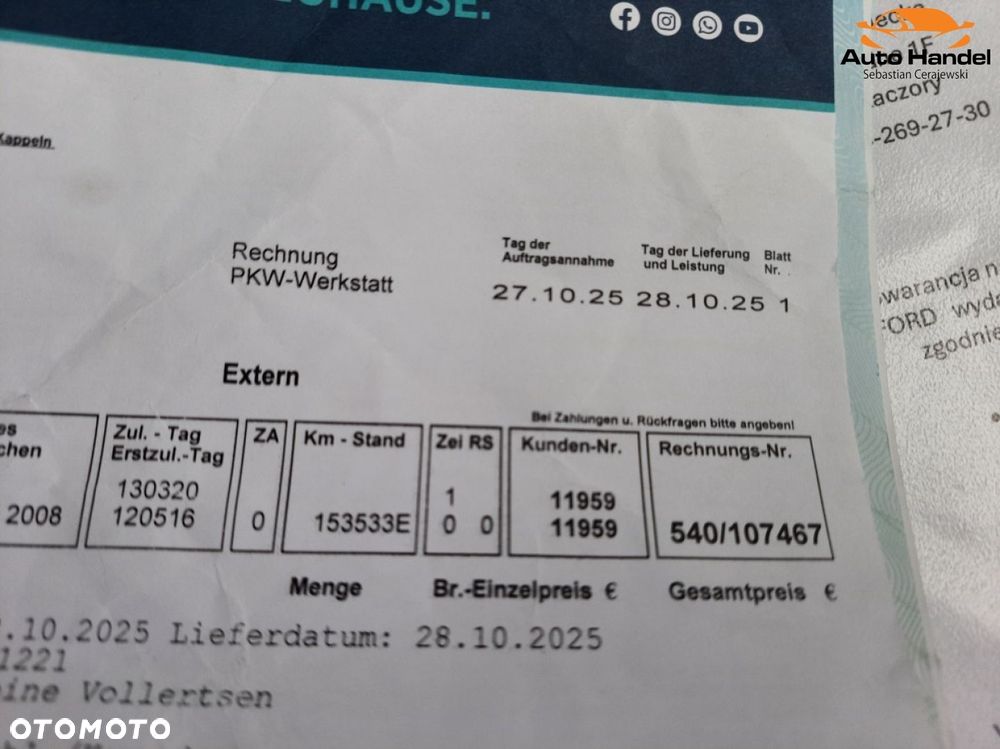 Auto Handel
Sebastian Cerajewski
-269-27-30
Kappeln
Rechnung
PKW-Werkstatt
Tag der
Auftragsannahme
Tag der Lieferung
und Leistung
Blatt
Nr.
27.10.25 28.10.25 1
Extern
Bei Zahlungen u. Rückfragen bitte angeben!
chen
2008
Zul. - Tag
Erstzul.-Tag
130320
120516
ZA
0
Km - Stand
153533E
Zei RS
1
0 0
Kunden-Nr.
11959
11959
Rechnungs-Nr.
540/107467
Menge Br.-Einzelpreis € Gesamtpreis €
.10.2025 Lieferdatum: 28.10.2025
1221
ine Vollertsen
warancja
FORD wyda
zgodnie
OTOMOTO